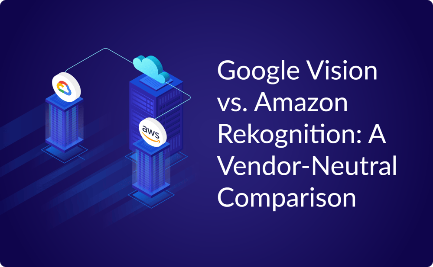 Google Vision
vs. Amazon
Rekognition: A
Vendor-Neutral
Comparison
aws